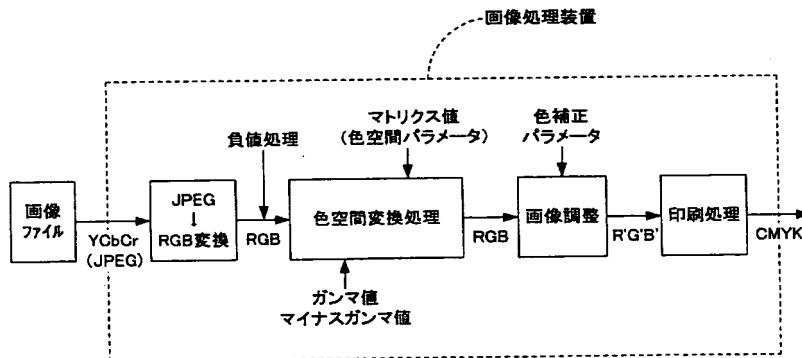 画像処理装置
マトリクス値
(色空間パラメータ)
色補正
パラメータ
負値処理
画像
ファイル
YCbCr
(JPEG)
JPEG
↓
RGB変換
RGB
色空間変換処理
RGB
画像調整
R'G'B'
印刷処理
CMYK
ガンマ値
マイナスガンマ値